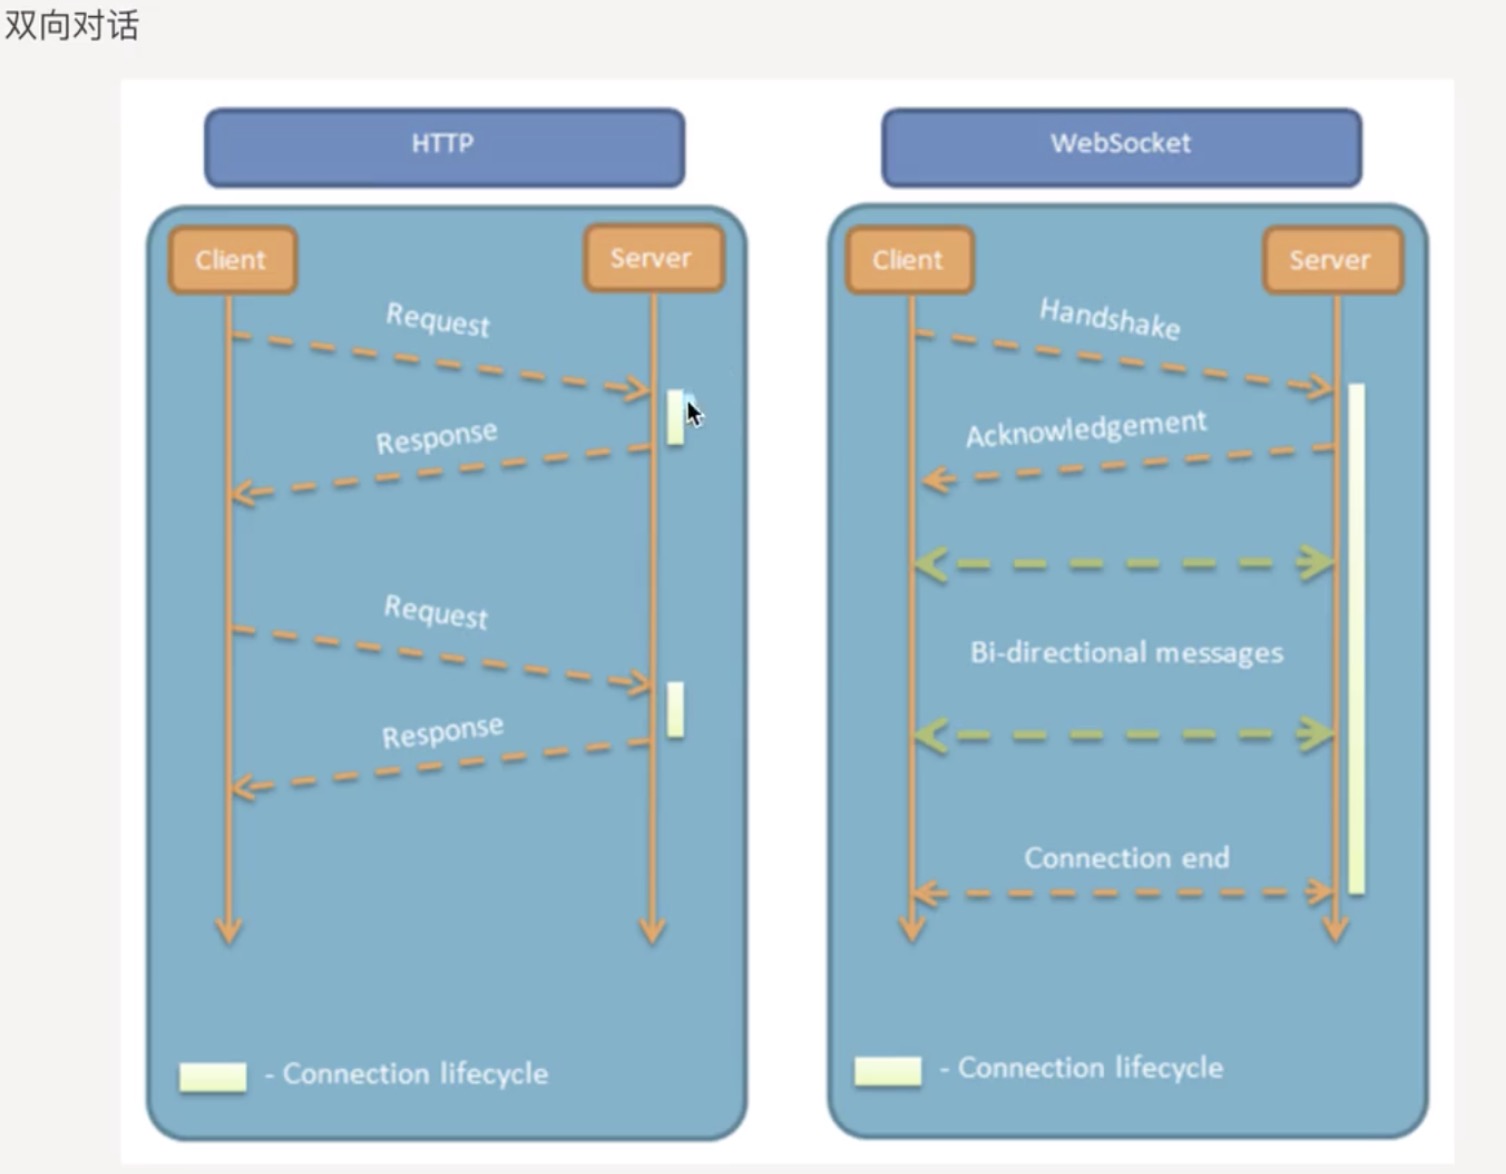 双向对话
HTTP
Client
Server
Request
Response
Request
Response
- Connection lifecycle
WebSocket
Client
Server
Handshake
Acknowledgement
Bi-directional messages
Connection end
- Connection lifecycle